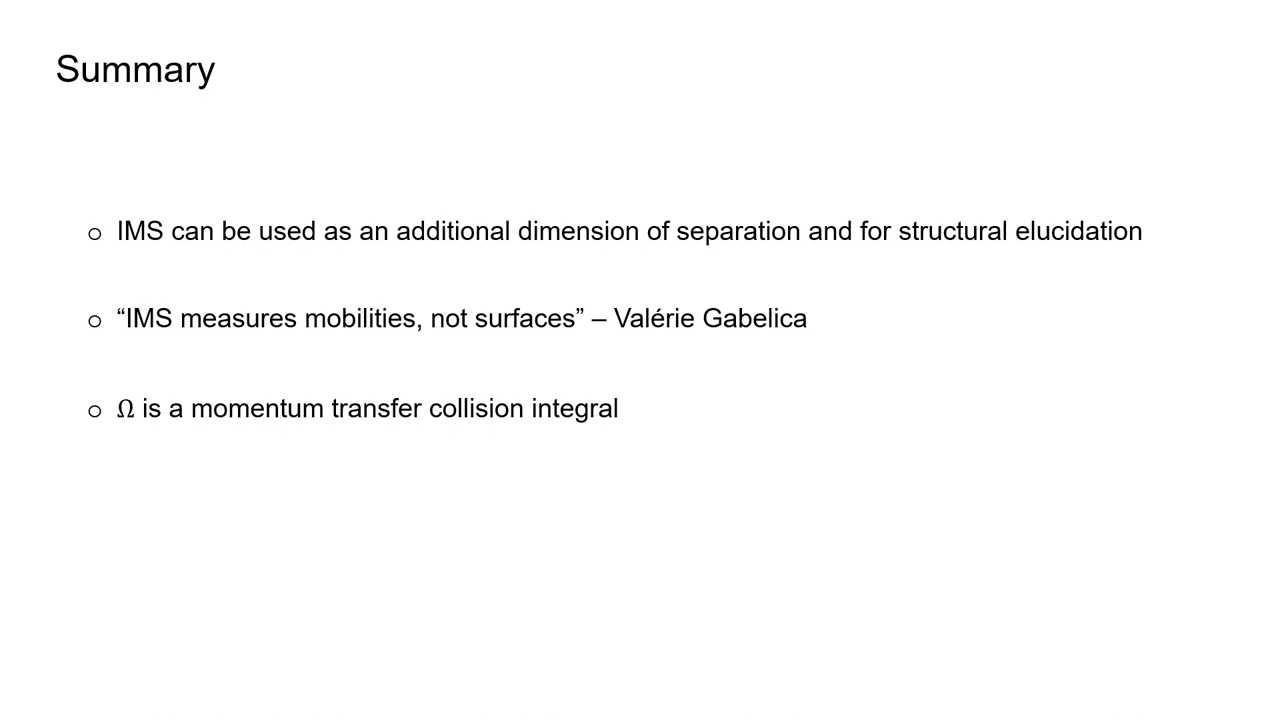 Summary
o IMS can be used as an additional dimension of separation and for structural elucidation
o “IMS measures mobilities, not surfaces” – Valérie Gabelica
o Ω is a momentum transfer collision integral